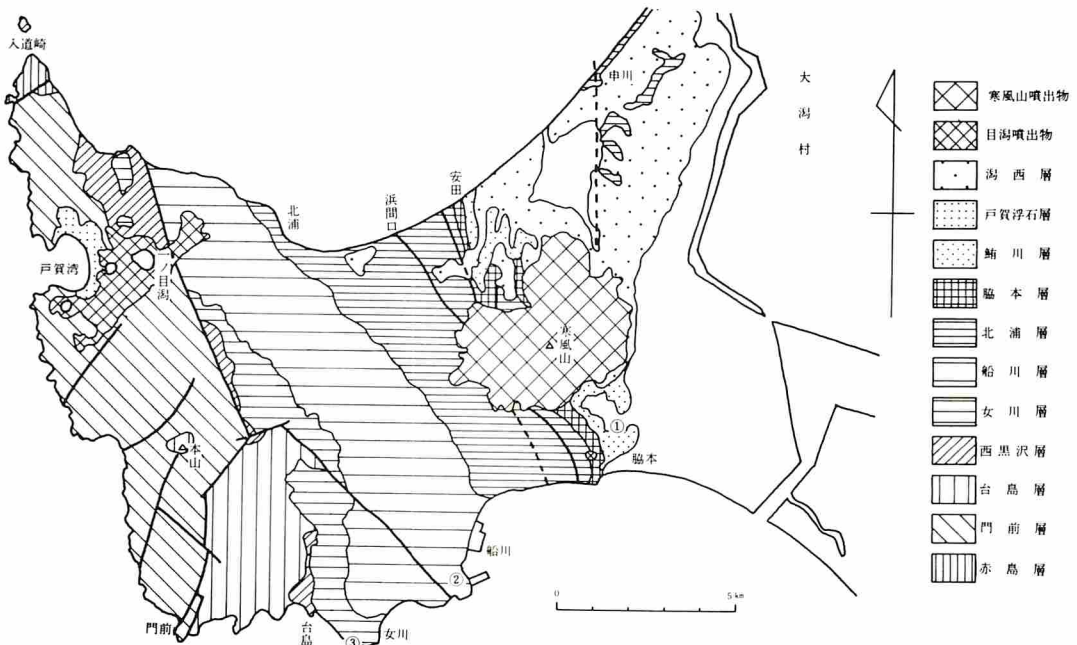 入道崎
申川
大潟村
安田
浜間口
北浦
戸賀湾
一ノ目潟
寒風山
本山
①
脇本
船川
②
門前
台島
女川
③
0 5 km
寒風山噴出物
目潟噴出物
潟西層
戸賀浮石層
鮪川層
脇本層
北浦層
船川層
女川層
西黒沢層
台島層
門前層
赤島層